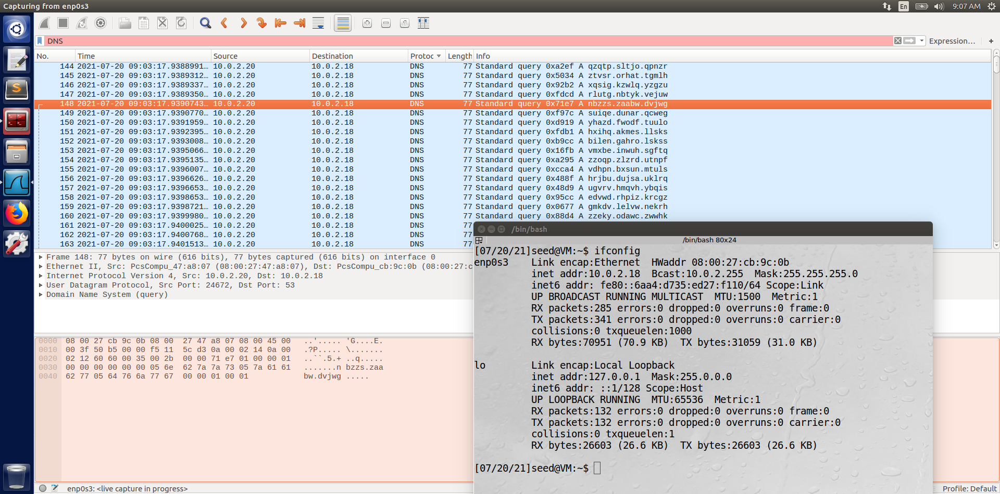 Capturing from enp0s3
En
9:07 AM
DNS
Expression…
+
No. Time Source Destination Protoc Length Info
144 2021-07-20 09:03:17.9388991… 10.0.2.20 10.0.2.18 DNS 77 Standard query 0xa2ef A qzqtp.sltjo.qpnzr
145 2021-07-20 09:03:17.9389312… 10.0.2.20 10.0.2.18 DNS 77 Standard query 0x5034 A ztvsr.orhat.tgmlh
146 2021-07-20 09:03:17.9389337… 10.0.2.20 10.0.2.18 DNS 77 Standard query 0x92b2 A xqsig.kzwlq.yzgzu
147 2021-07-20 09:03:17.9389350… 10.0.2.20 10.0.2.18 DNS 77 Standard query 0xfdcd A rlutg.nbtyk.vejuw
148 2021-07-20 09:03:17.9390743… 10.0.2.20 10.0.2.18 DNS 77 Standard query 0x71e7 A nbzzs.zaabw.dvjwg
149 2021-07-20 09:03:17.9390770… 10.0.2.20 10.0.2.18 DNS 77 Standard query 0xf97c A suiqe.dunar.qcweg
150 2021-07-20 09:03:17.9391959… 10.0.2.20 10.0.2.18 DNS 77 Standard query 0xd919 A yhazd.fwodf.tuulo
151 2021-07-20 09:03:17.9392395… 10.0.2.20 10.0.2.18 DNS 77 Standard query 0xfdb1 A hxihq.akmes.llsks
152 2021-07-20 09:03:17.9393008… 10.0.2.20 10.0.2.18 DNS 77 Standard query 0xb9cc A bilen.gahro.lskss
153 2021-07-20 09:03:17.9395066… 10.0.2.20 10.0.2.18 DNS 77 Standard query 0x16fb A vmxbe.inwuh.sgftq
154 2021-07-20 09:03:17.9395135… 10.0.2.20 10.0.2.18 DNS 77 Standard query 0xa295 A zzoqp.zlzrd.utnpf
155 2021-07-20 09:03:17.9396007… 10.0.2.20 10.0.2.18 DNS 77 Standard query 0xcca4 A vdhpn.bxsun.mtuls
156 2021-07-20 09:03:17.9396626… 10.0.2.20 10.0.2.18 DNS 77 Standard query 0x488f A hrjbu.dujsa.uklrq
157 2021-07-20 09:03:17.9396653… 10.0.2.20 10.0.2.18 DNS 77 Standard query 0x48d9 A ugvrv.hmqvh.ybqis
158 2021-07-20 09:03:17.9398653… 10.0.2.20 10.0.2.18 DNS 77 Standard query 0x95cc A edvwd.rhpiz.krcgz
159 2021-07-20 09:03:17.9398721… 10.0.2.20 10.0.2.18 DNS 77 Standard query 0x0677 A gmkdv.lelvw.nekrh
160 2021-07-20 09:03:17.9399980… 10.0.2.20 10.0.2.18 DNS 77 Standard query 0x88d4 A zzeky.odawc.zwwhk
161 2021-07-20 09:03:17.9400025… 10.0.2.20 10.0.2.18 DNS 77
162 2021-07-20 09:03:17.9400768… 10.0.2.20 10.0.2.18 DNS 77
163 2021-07-20 09:03:17.9401513… 10.0.2.20 10.0.2.18 DNS 77
Frame 148: 77 bytes on wire (616 bits), 77 bytes captured (616 bits) on interface 0
Ethernet II, Src: PcsCompu_47:a8:07 (08:00:27:47:a8:07), Dst: PcsCompu_cb:9c:0b (08:00:27:c
Internet Protocol Version 4, Src: 10.0.2.20, Dst: 10.0.2.18
User Datagram Protocol, Src Port: 24672, Dst Port: 53
Domain Name System (query)
0000 08 00 27 cb 9c 0b 08 00 27 47 a8 07 08 00 45 00 ..'..... 'G....E.
0010 00 3f 50 b5 00 00 f5 11 5c d3 0a 00 02 14 0a 00 .?P..... \.......
0020 02 12 60 60 00 35 00 2b 00 00 71 e7 01 00 00 01 ..``.5.+ ..q.....
0030 00 00 00 00 00 00 05 6e 62 7a 7a 73 05 7a 61 61 .......n bzzs.zaa
0040 62 77 05 64 76 6a 77 67 00 00 01 00 01 bw.dvjwg .....
/bin/bash
/bin/bash 80x24
[07/20/21]seed@VM:~$ ifconfig
enp0s3 Link encap:Ethernet HWaddr 08:00:27:cb:9c:0b
inet addr:10.0.2.18 Bcast:10.0.2.255 Mask:255.255.255.0
inet6 addr: fe80::6aa4:d735:ed27:f110/64 Scope:Link
UP BROADCAST RUNNING MULTICAST MTU:1500 Metric:1
RX packets:285 errors:0 dropped:0 overruns:0 frame:0
TX packets:341 errors:0 dropped:0 overruns:0 carrier:0
collisions:0 txqueuelen:1000
RX bytes:70951 (70.9 KB) TX bytes:31059 (31.0 KB)
lo Link encap:Local Loopback
inet addr:127.0.0.1 Mask:255.0.0.0
inet6 addr: ::1/128 Scope:Host
UP LOOPBACK RUNNING MTU:65536 Metric:1
RX packets:132 errors:0 dropped:0 overruns:0 frame:0
TX packets:132 errors:0 dropped:0 overruns:0 carrier:0
collisions:0 txqueuelen:1
RX bytes:26603 (26.6 KB) TX bytes:26603 (26.6 KB)
[07/20/21]seed@VM:~$
enp0s3: <live capture in progress>
Profile: Default